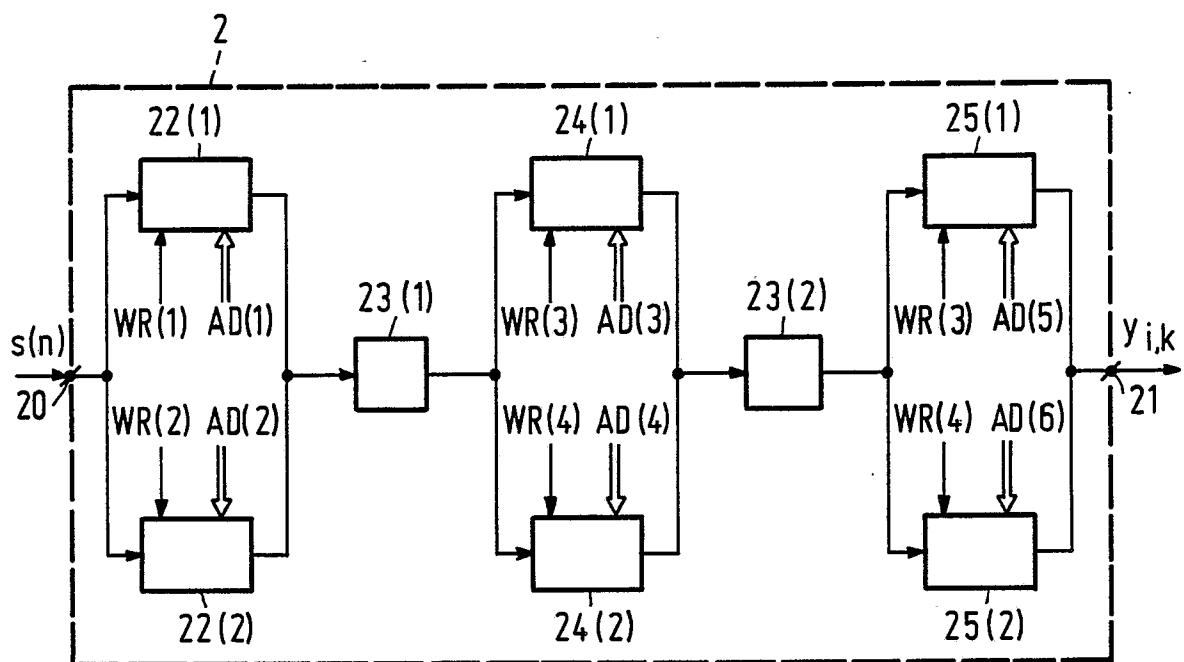 2
22(1) 24(1) 25(1)
WR(1) AD(1) 23(1) WR(3) AD(3) 23(2) WR(3) AD(5)
s(n) y i,k
20 21
WR(2) AD(2) WR(4) AD(4) WR(4) AD(6)
22(2) 24(2) 25(2)